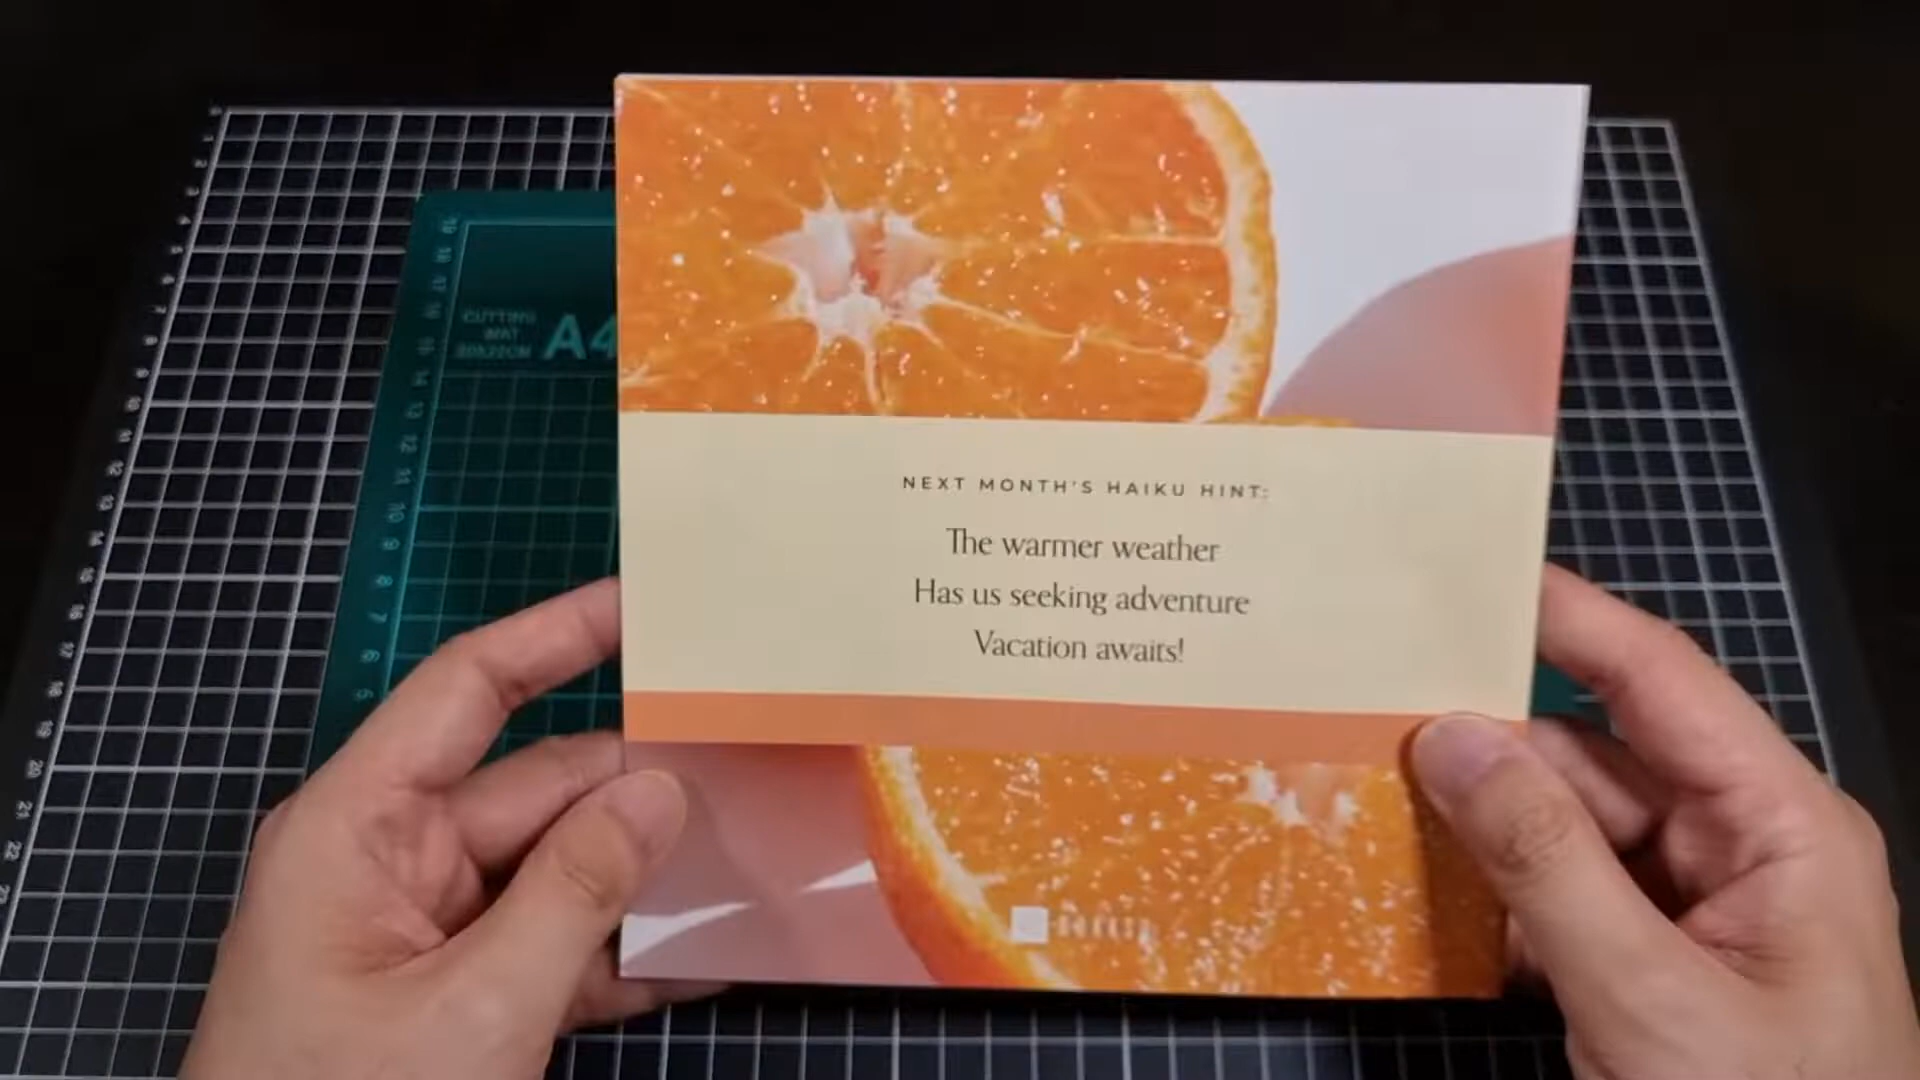 CUTTING
MAT
A4
NEXT MONTH'S HAIKU HINT:
The warmer weather
Has us seeking adventure
Vacation awaits!